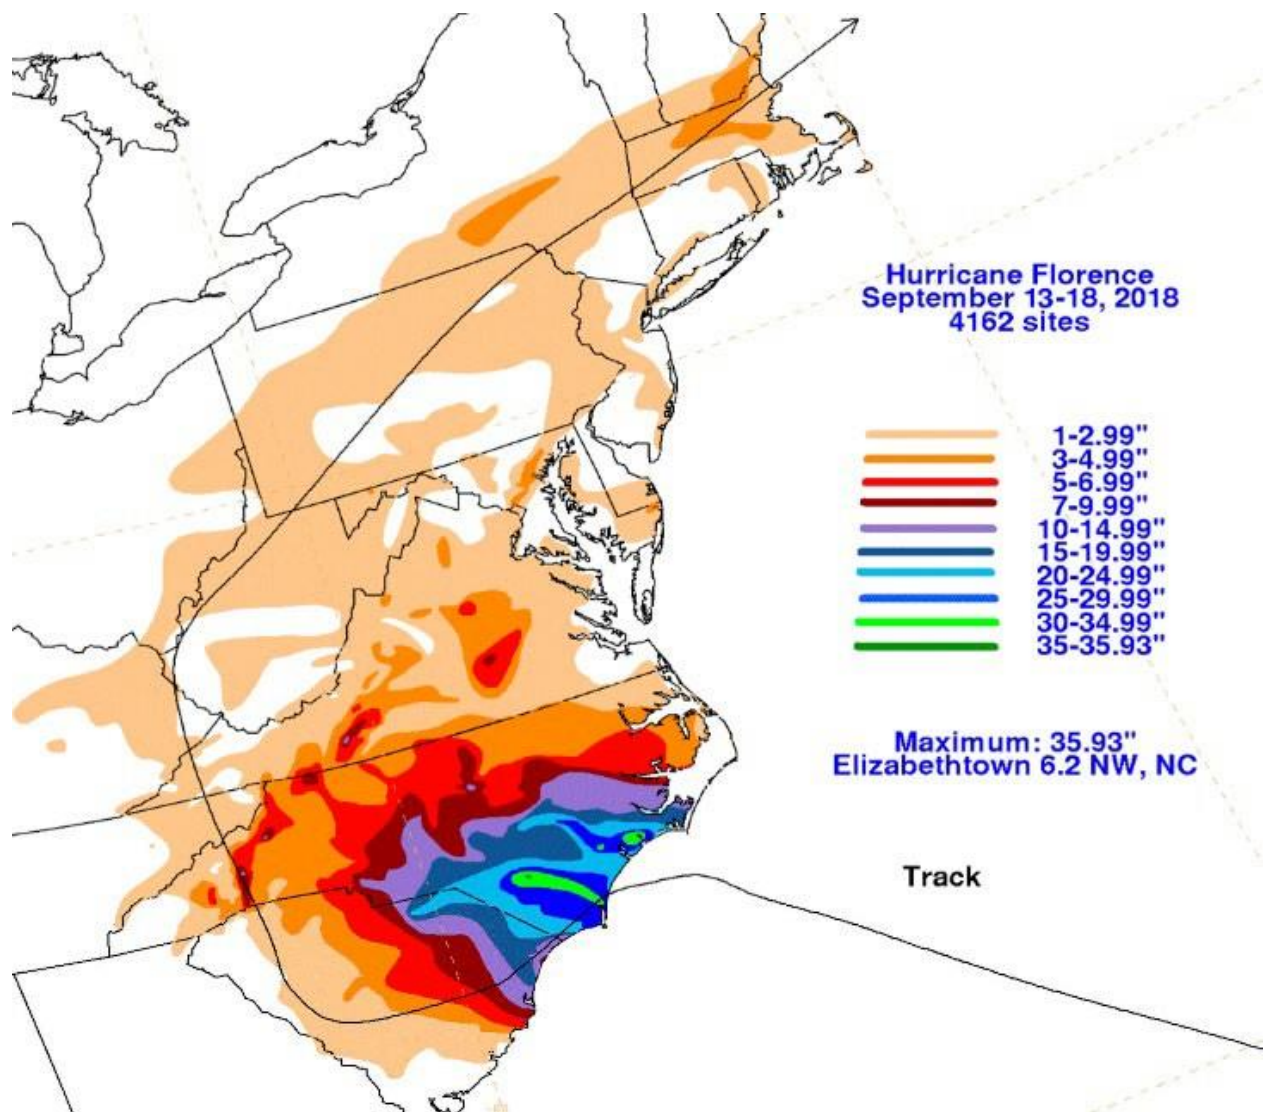 Hurricane Florence
September 13-18, 2018
4162 sites
1-2.99"
3-4.99"
5-6.99"
7-9.99"
10-14.99"
15-19.99"
20-24.99"
25-29.99"
30-34.99"
35-35.93"
Maximum: 35.93"
Elizabethtown 6.2 NW, NC
Track